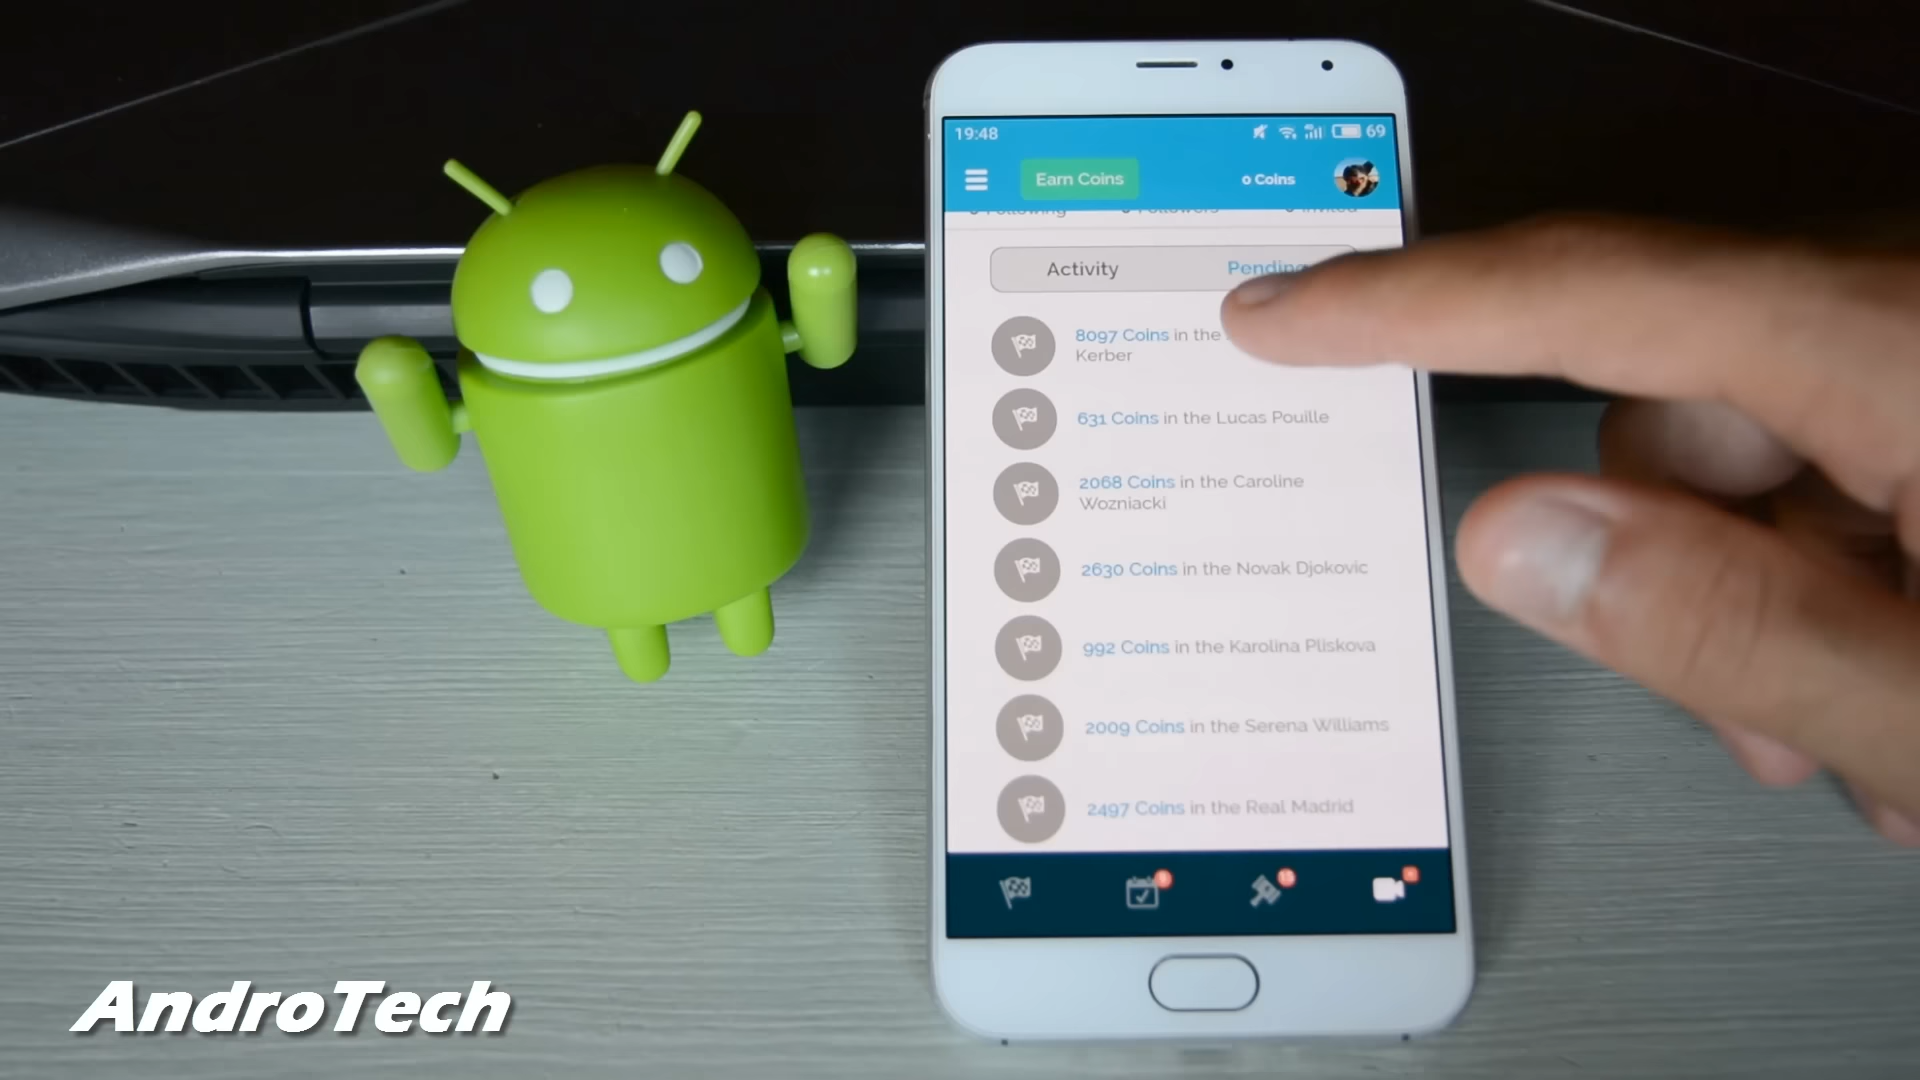 19:48 69
Earn Coins 0 Coins
Activity Pending
8097 Coins in the
Kerber
631 Coins in the Lucas Pouille
2068 Coins in the Caroline
Wozniacki
2630 Coins in the Novak Djokovic
992 Coins in the Karolina Pliskova
2009 Coins in the Serena Williams
2497 Coins in the Real Madrid
15
AndroTech